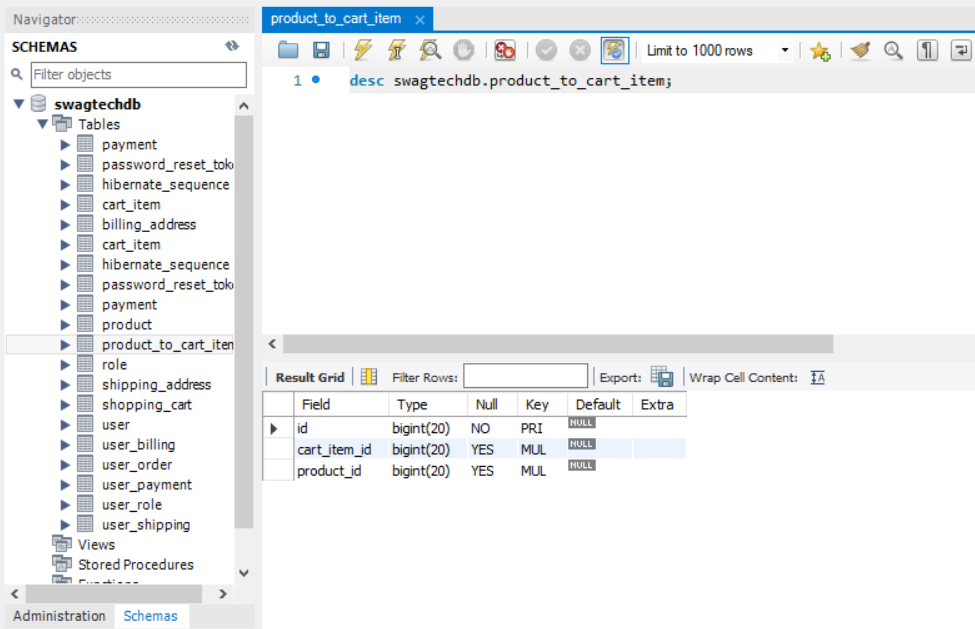 Navigator
SCHEMAS
Filter objects
swagtechdb
Tables
payment
password_reset_tok
hibernate_sequence
cart_item
billing_address
cart_item
hibernate_sequence
password_reset_tok
payment
product
product_to_cart_iten
role
shipping_address
shopping_cart
user
user_billing
user_order
user_payment
user_role
user_shipping
Views
Stored Procedures
Functions
Administration Schemas
product_to_cart_item ×
Limit to 1000 rows
1 desc swagtechdb.product_to_cart_item;
Result Grid Filter Rows: Export: Wrap Cell Content: IA
Field Type Null Key Default Extra
id bigint(20) NO PRI NULL
cart_item_id bigint(20) YES MUL NULL
product_id bigint(20) YES MUL NULL